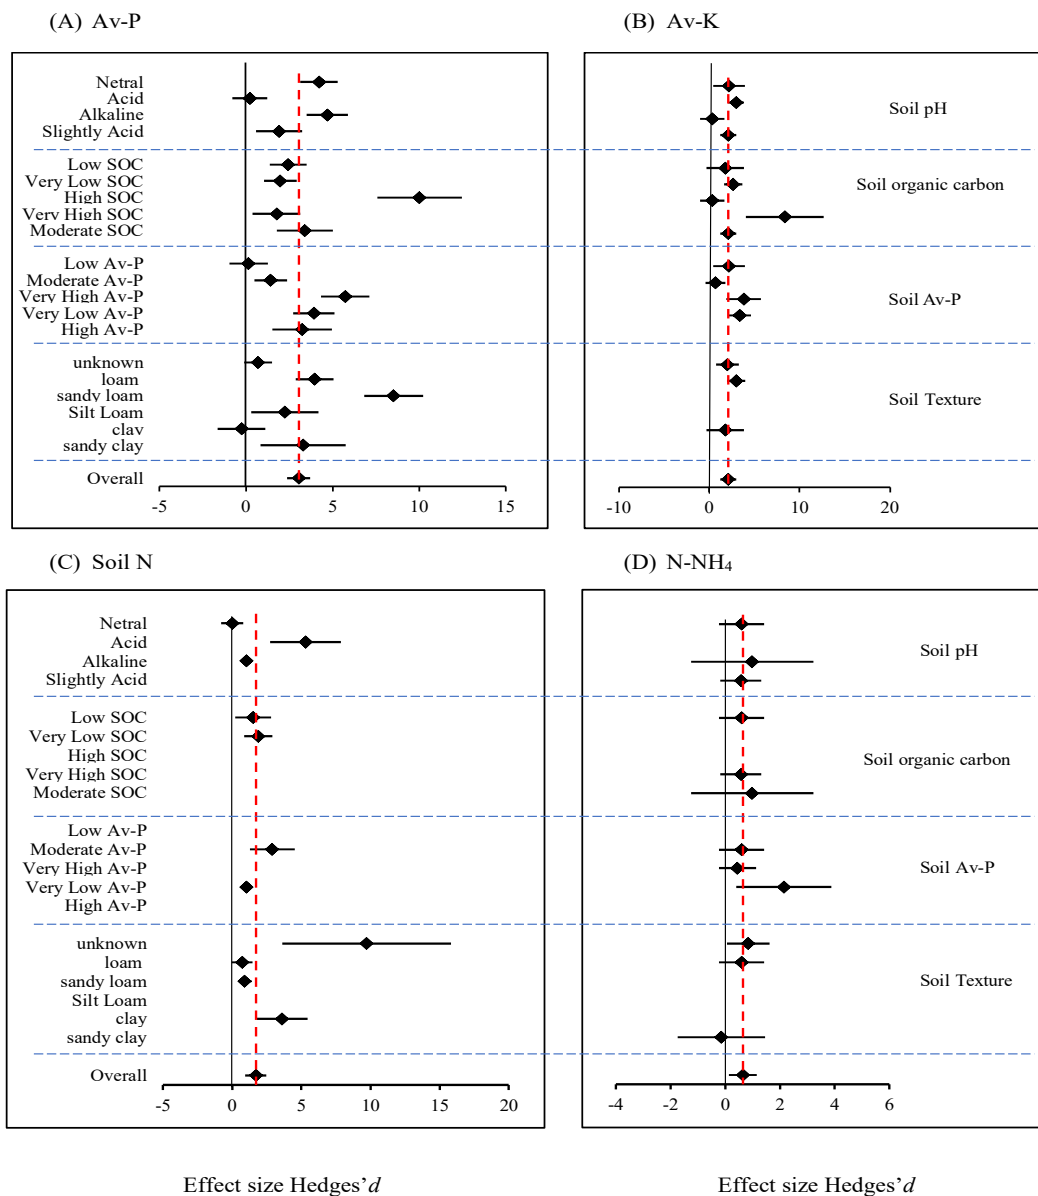 (A) Av-P
(B) Av-K
Netral
Acid
Alkaline
Slightly Acid
Soil pH
Low SOC
Very Low SOC
High SOC
Very High SOC
Moderate SOC
Soil organic carbon
Low Av-P
Moderate Av-P
Very High Av-P
Very Low Av-P
High Av-P
Soil Av-P
unknown
loam
sandy loam
Silt Loam
clay
sandy clay
Soil Texture
Overall
-5 0 5 10 15
-10 0 10 20
(C) Soil N
(D) N-NH₄
Netral
Acid
Alkaline
Slightly Acid
Soil pH
Low SOC
Very Low SOC
High SOC
Very High SOC
Moderate SOC
Soil organic carbon
Low Av-P
Moderate Av-P
Very High Av-P
Very Low Av-P
High Av-P
Soil Av-P
unknown
loam
sandy loam
Silt Loam
clay
sandy clay
Soil Texture
Overall
-5 0 5 10 15 20
-4 -2 0 2 4 6
Effect size Hedges’d
Effect size Hedges’d